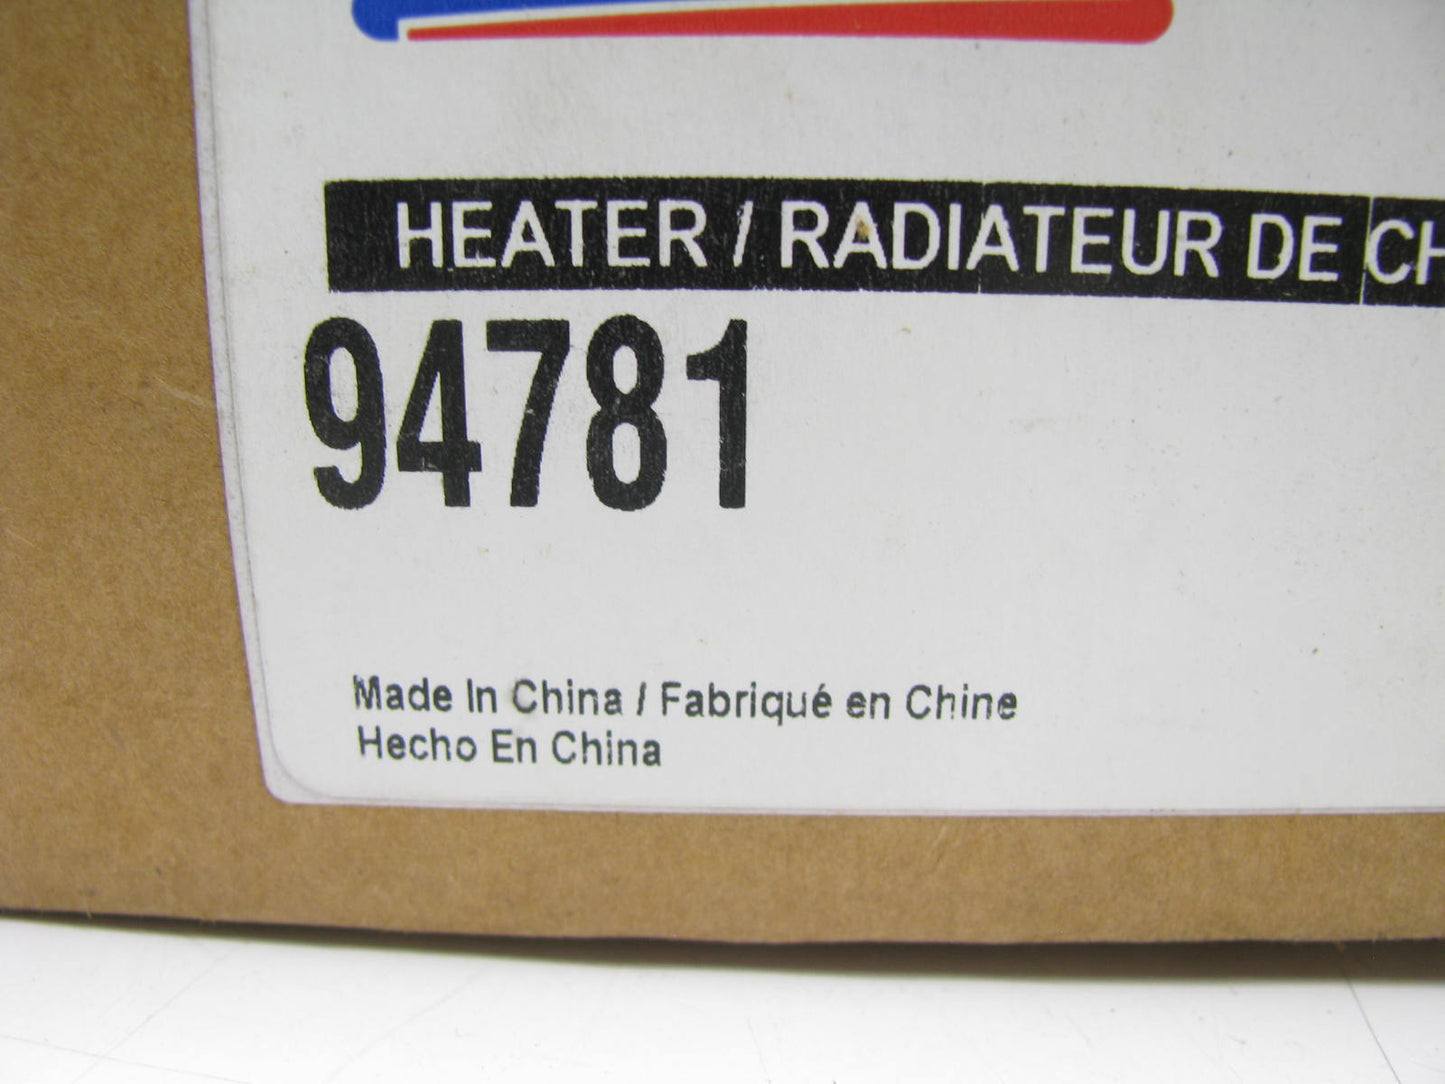 HEATER / RADIATEUR DE
94781
Made In China / Fabriqué en Chine
Hecho En China